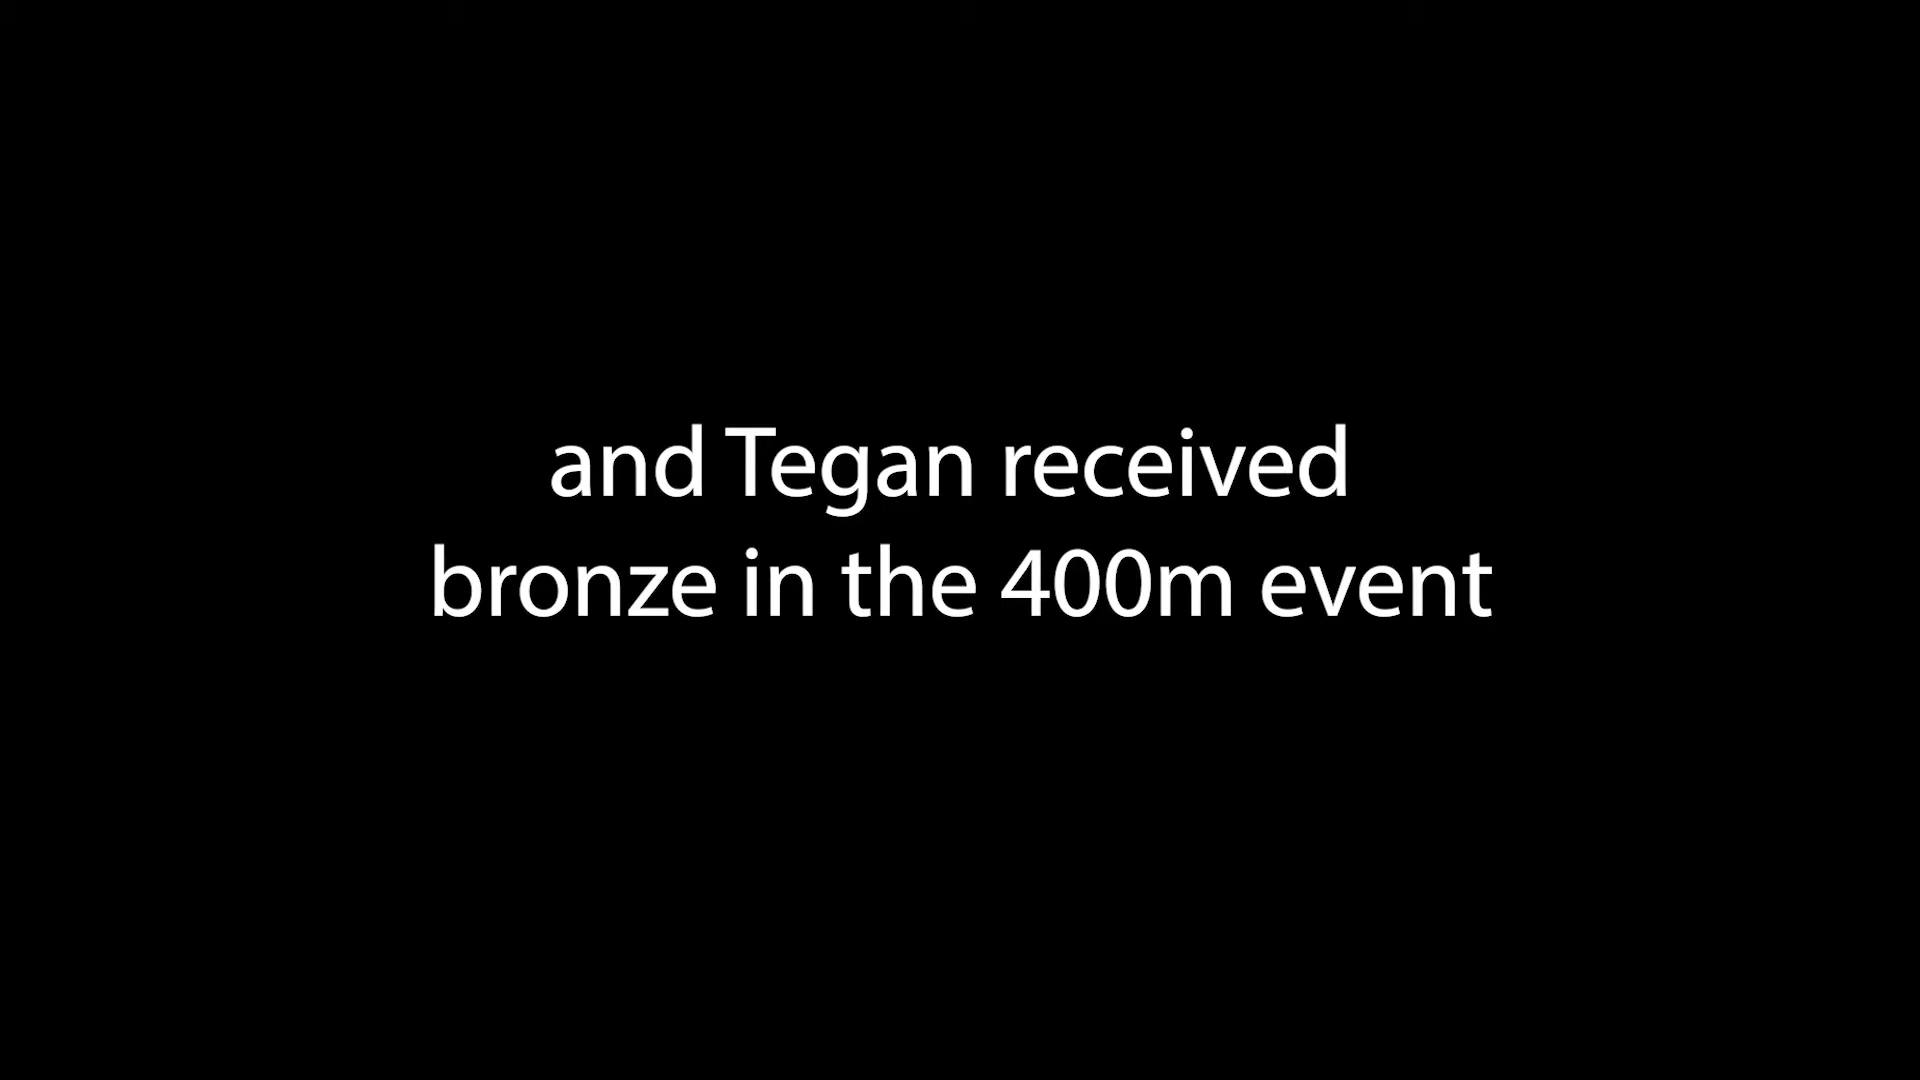 and Tegan received
bronze in the 400m event